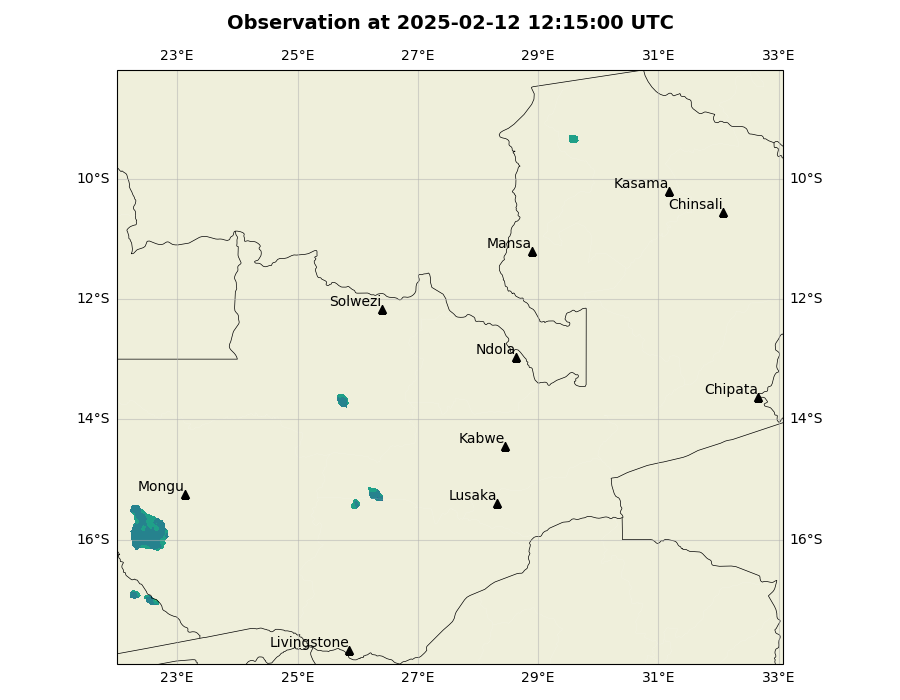 Observation at 2025-02-12 12:15:00 UTC
23°E 25°E 27°E 29°E 31°E 33°E
10°S 10°S
Kasama
Chinsali
Mansa
12°S 12°S
Solwezi
Ndola
Chipata
14°S 14°S
Kabwe
Mongu
Lusaka
16°S 16°S
Livingstone
23°E 25°E 27°E 29°E 31°E 33°E